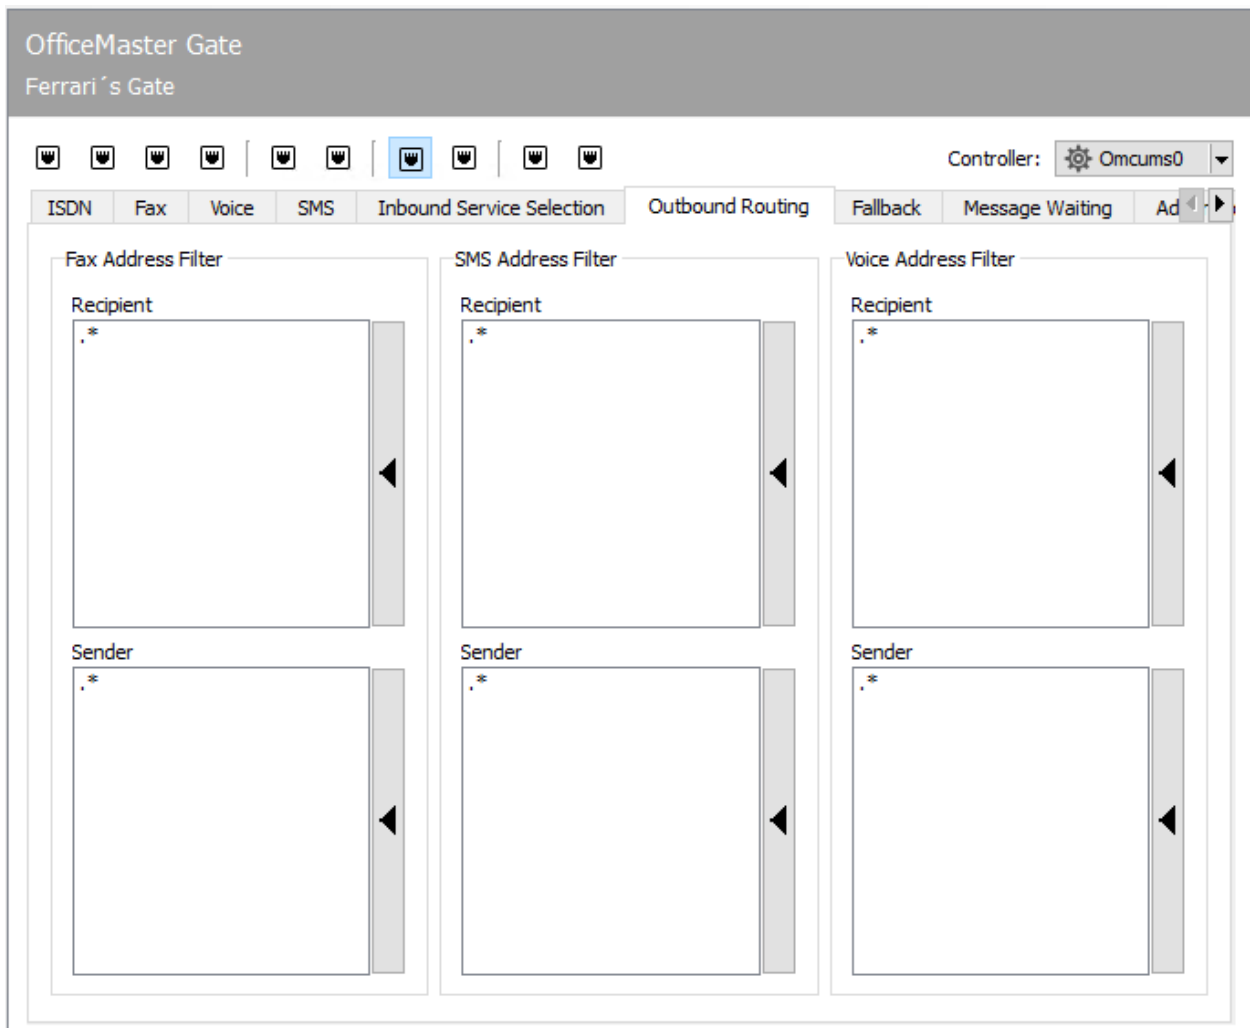 OfficeMaster Gate
Ferrari´s Gate
Controller: Omcums0
ISDN Fax Voice SMS Inbound Service Selection Outbound Routing Fallback Message Waiting Ad
Fax Address Filter SMS Address Filter Voice Address Filter
Recipient Recipient Recipient
.* .* .*
Sender Sender Sender
.* .* .*